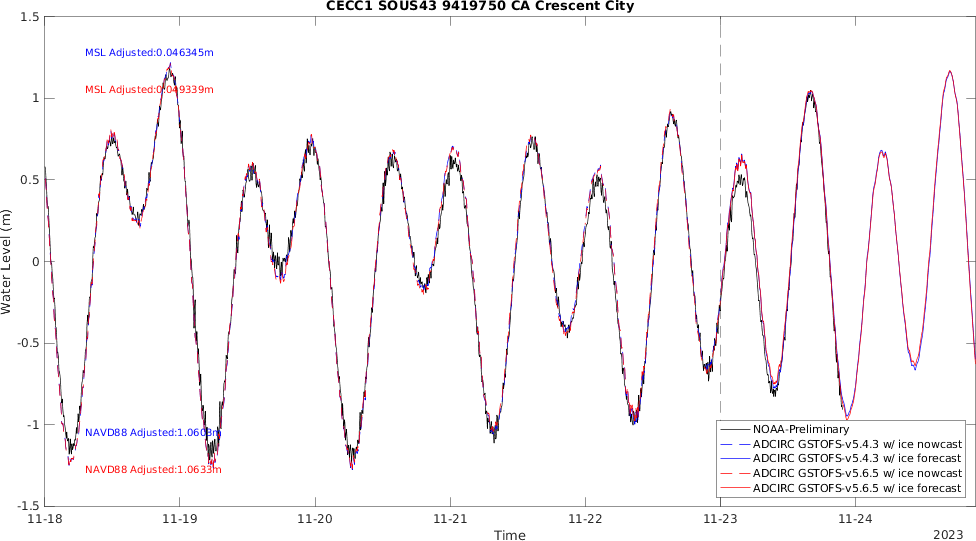 CECC1 SOUS43 9419750 CA Crescent City
1.5
1
0.5
0
-0.5
-1
-1.5
Water Level (m)
MSL Adjusted:0.046345m
MSL Adjusted:0.049339m
NAVD88 Adjusted:1.0603m
NAVD88 Adjusted:1.0633m
NOAA-Preliminary
ADCIRC GSTOFS-v5.4.3 w/ ice nowcast
ADCIRC GSTOFS-v5.4.3 w/ ice forecast
ADCIRC GSTOFS-v5.6.5 w/ ice nowcast
ADCIRC GSTOFS-v5.6.5 w/ ice forecast
11-18 11-19 11-20 11-21 11-22 11-23 11-24
Time
2023